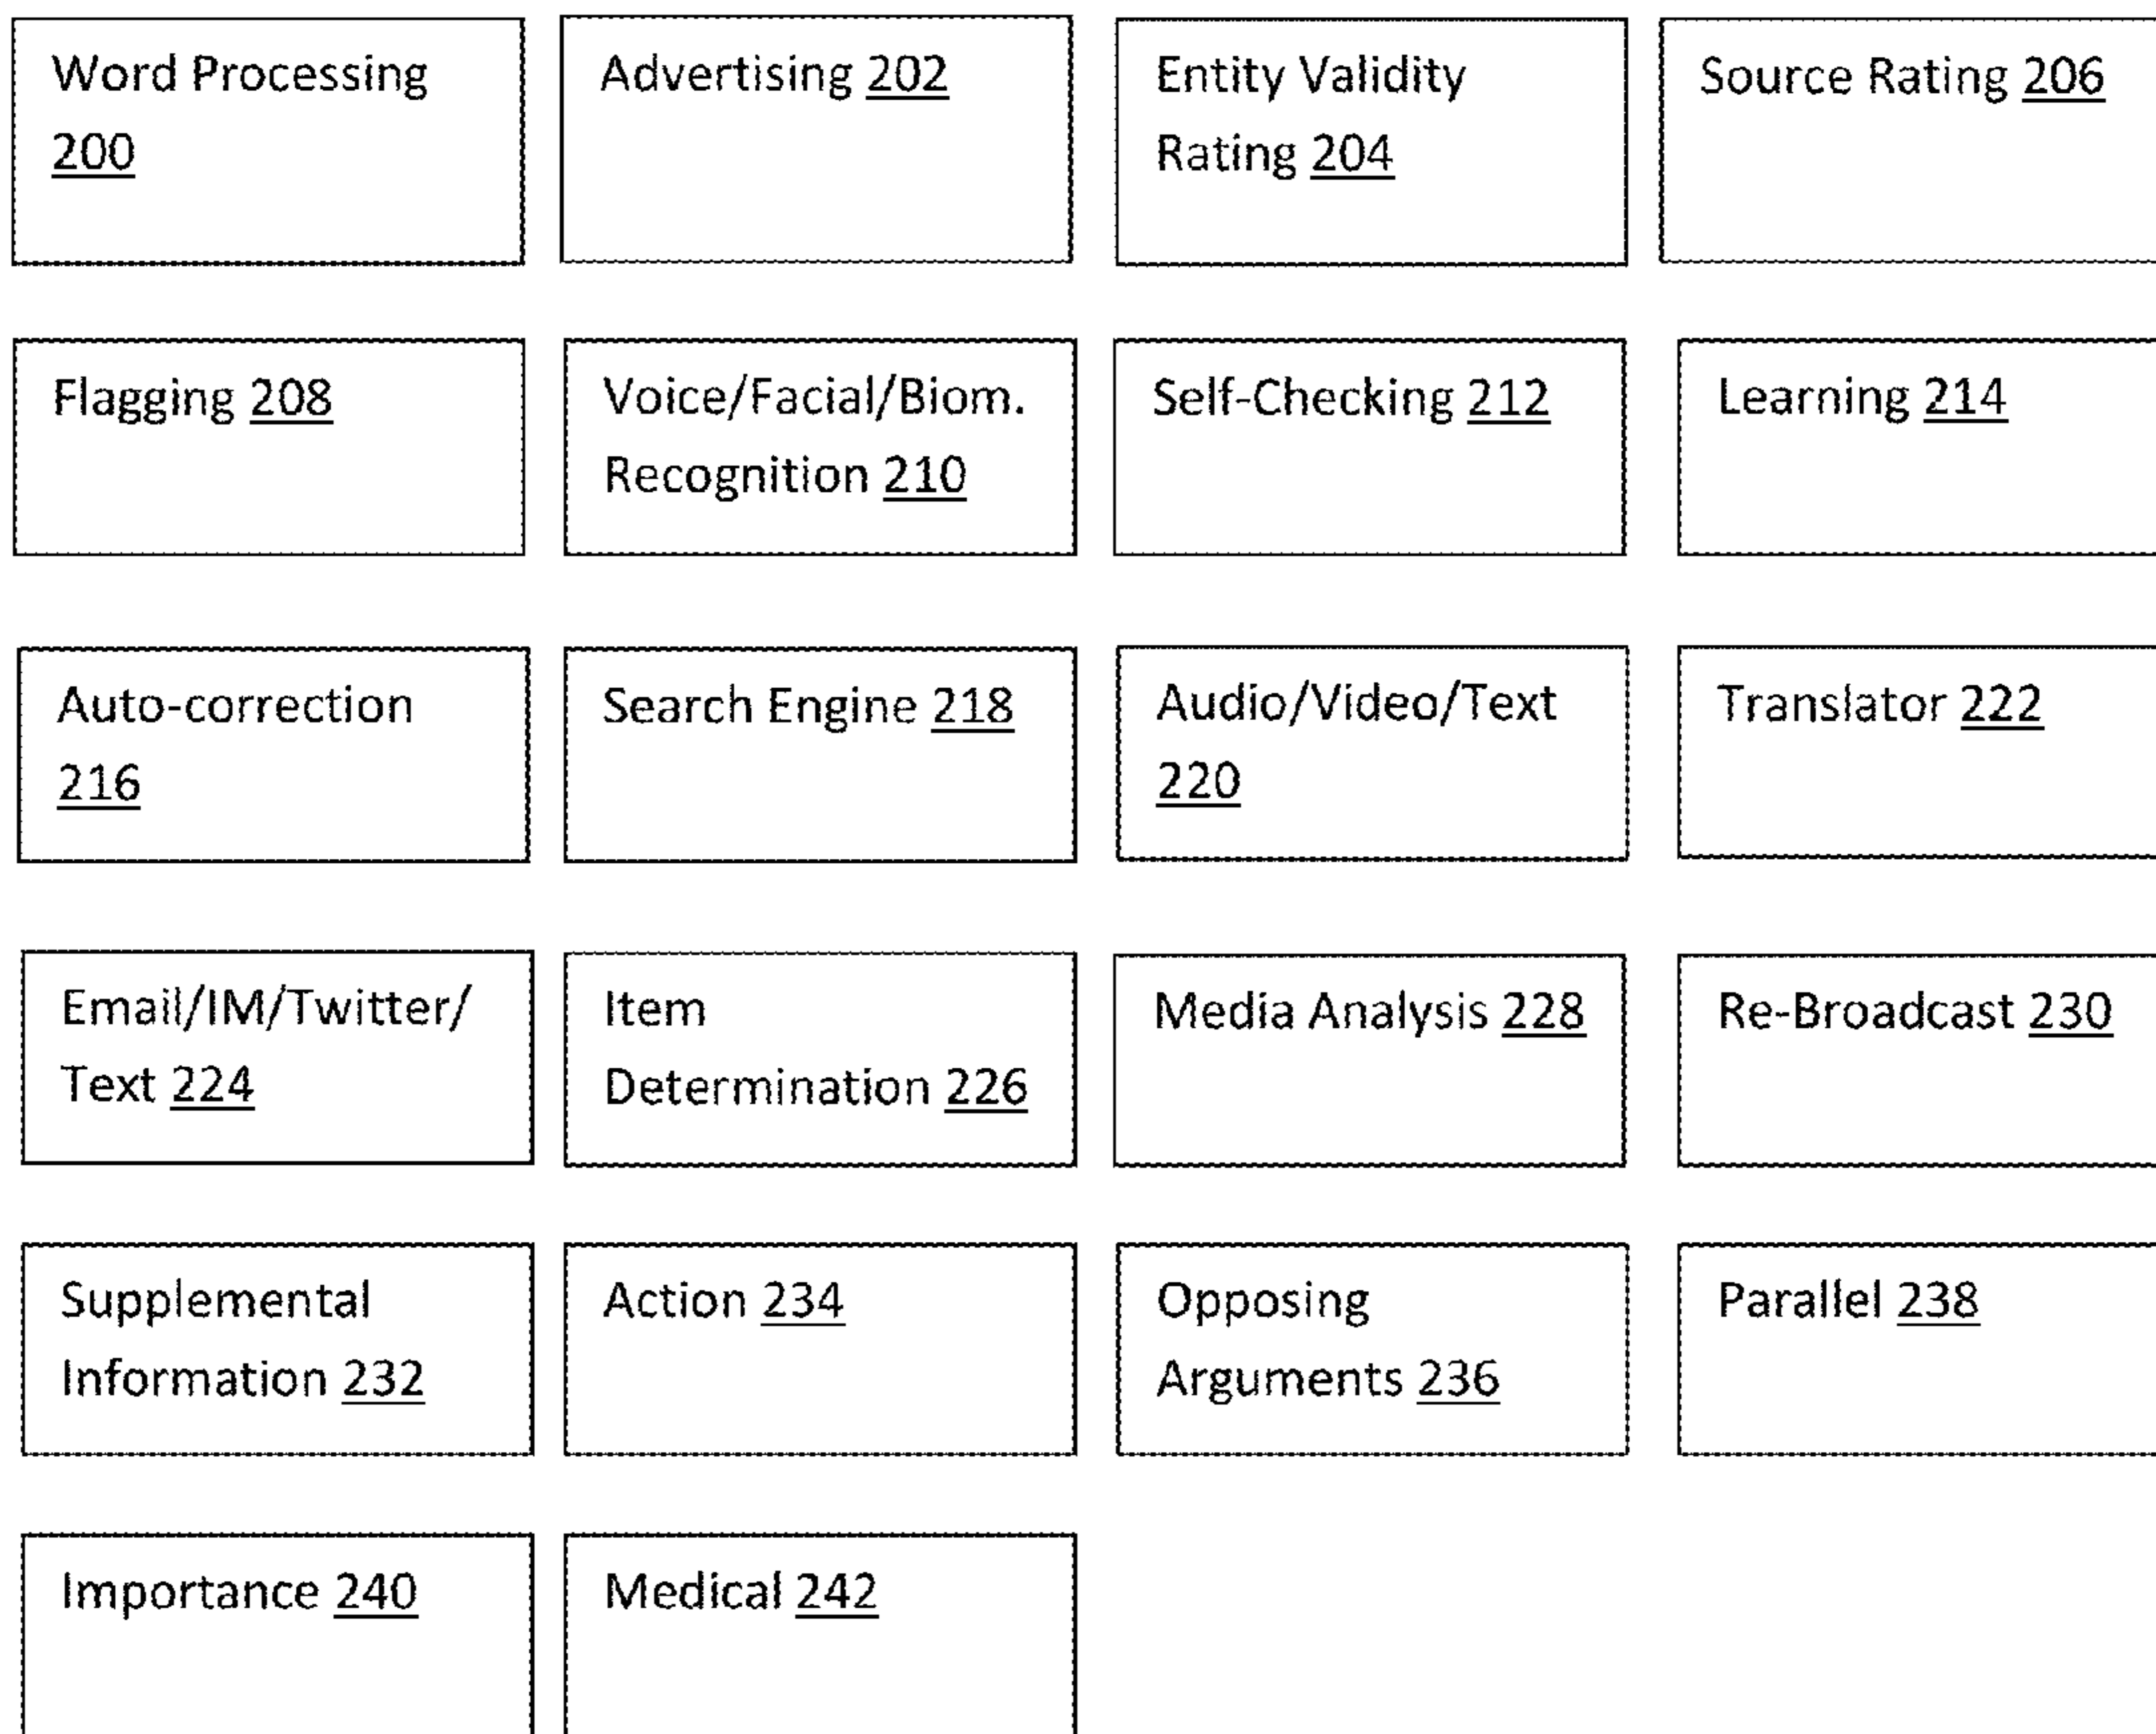 Word Processing
200
Advertising 202
Entity Validity
Rating 204
Source Rating 206
Flagging 208
Voice/Facial/Biom.
Recognition 210
Self-Checking 212
Learning 214
Auto-correction
216
Search Engine 218
Audio/Video/Text
220
Translator 222
Email/IM/Twitter/
Text 224
Item
Determination 226
Media Analysis 228
Re-Broadcast 230
Supplemental
Information 232
Action 234
Opposing
Arguments 236
Parallel 238
Importance 240
Medical 242